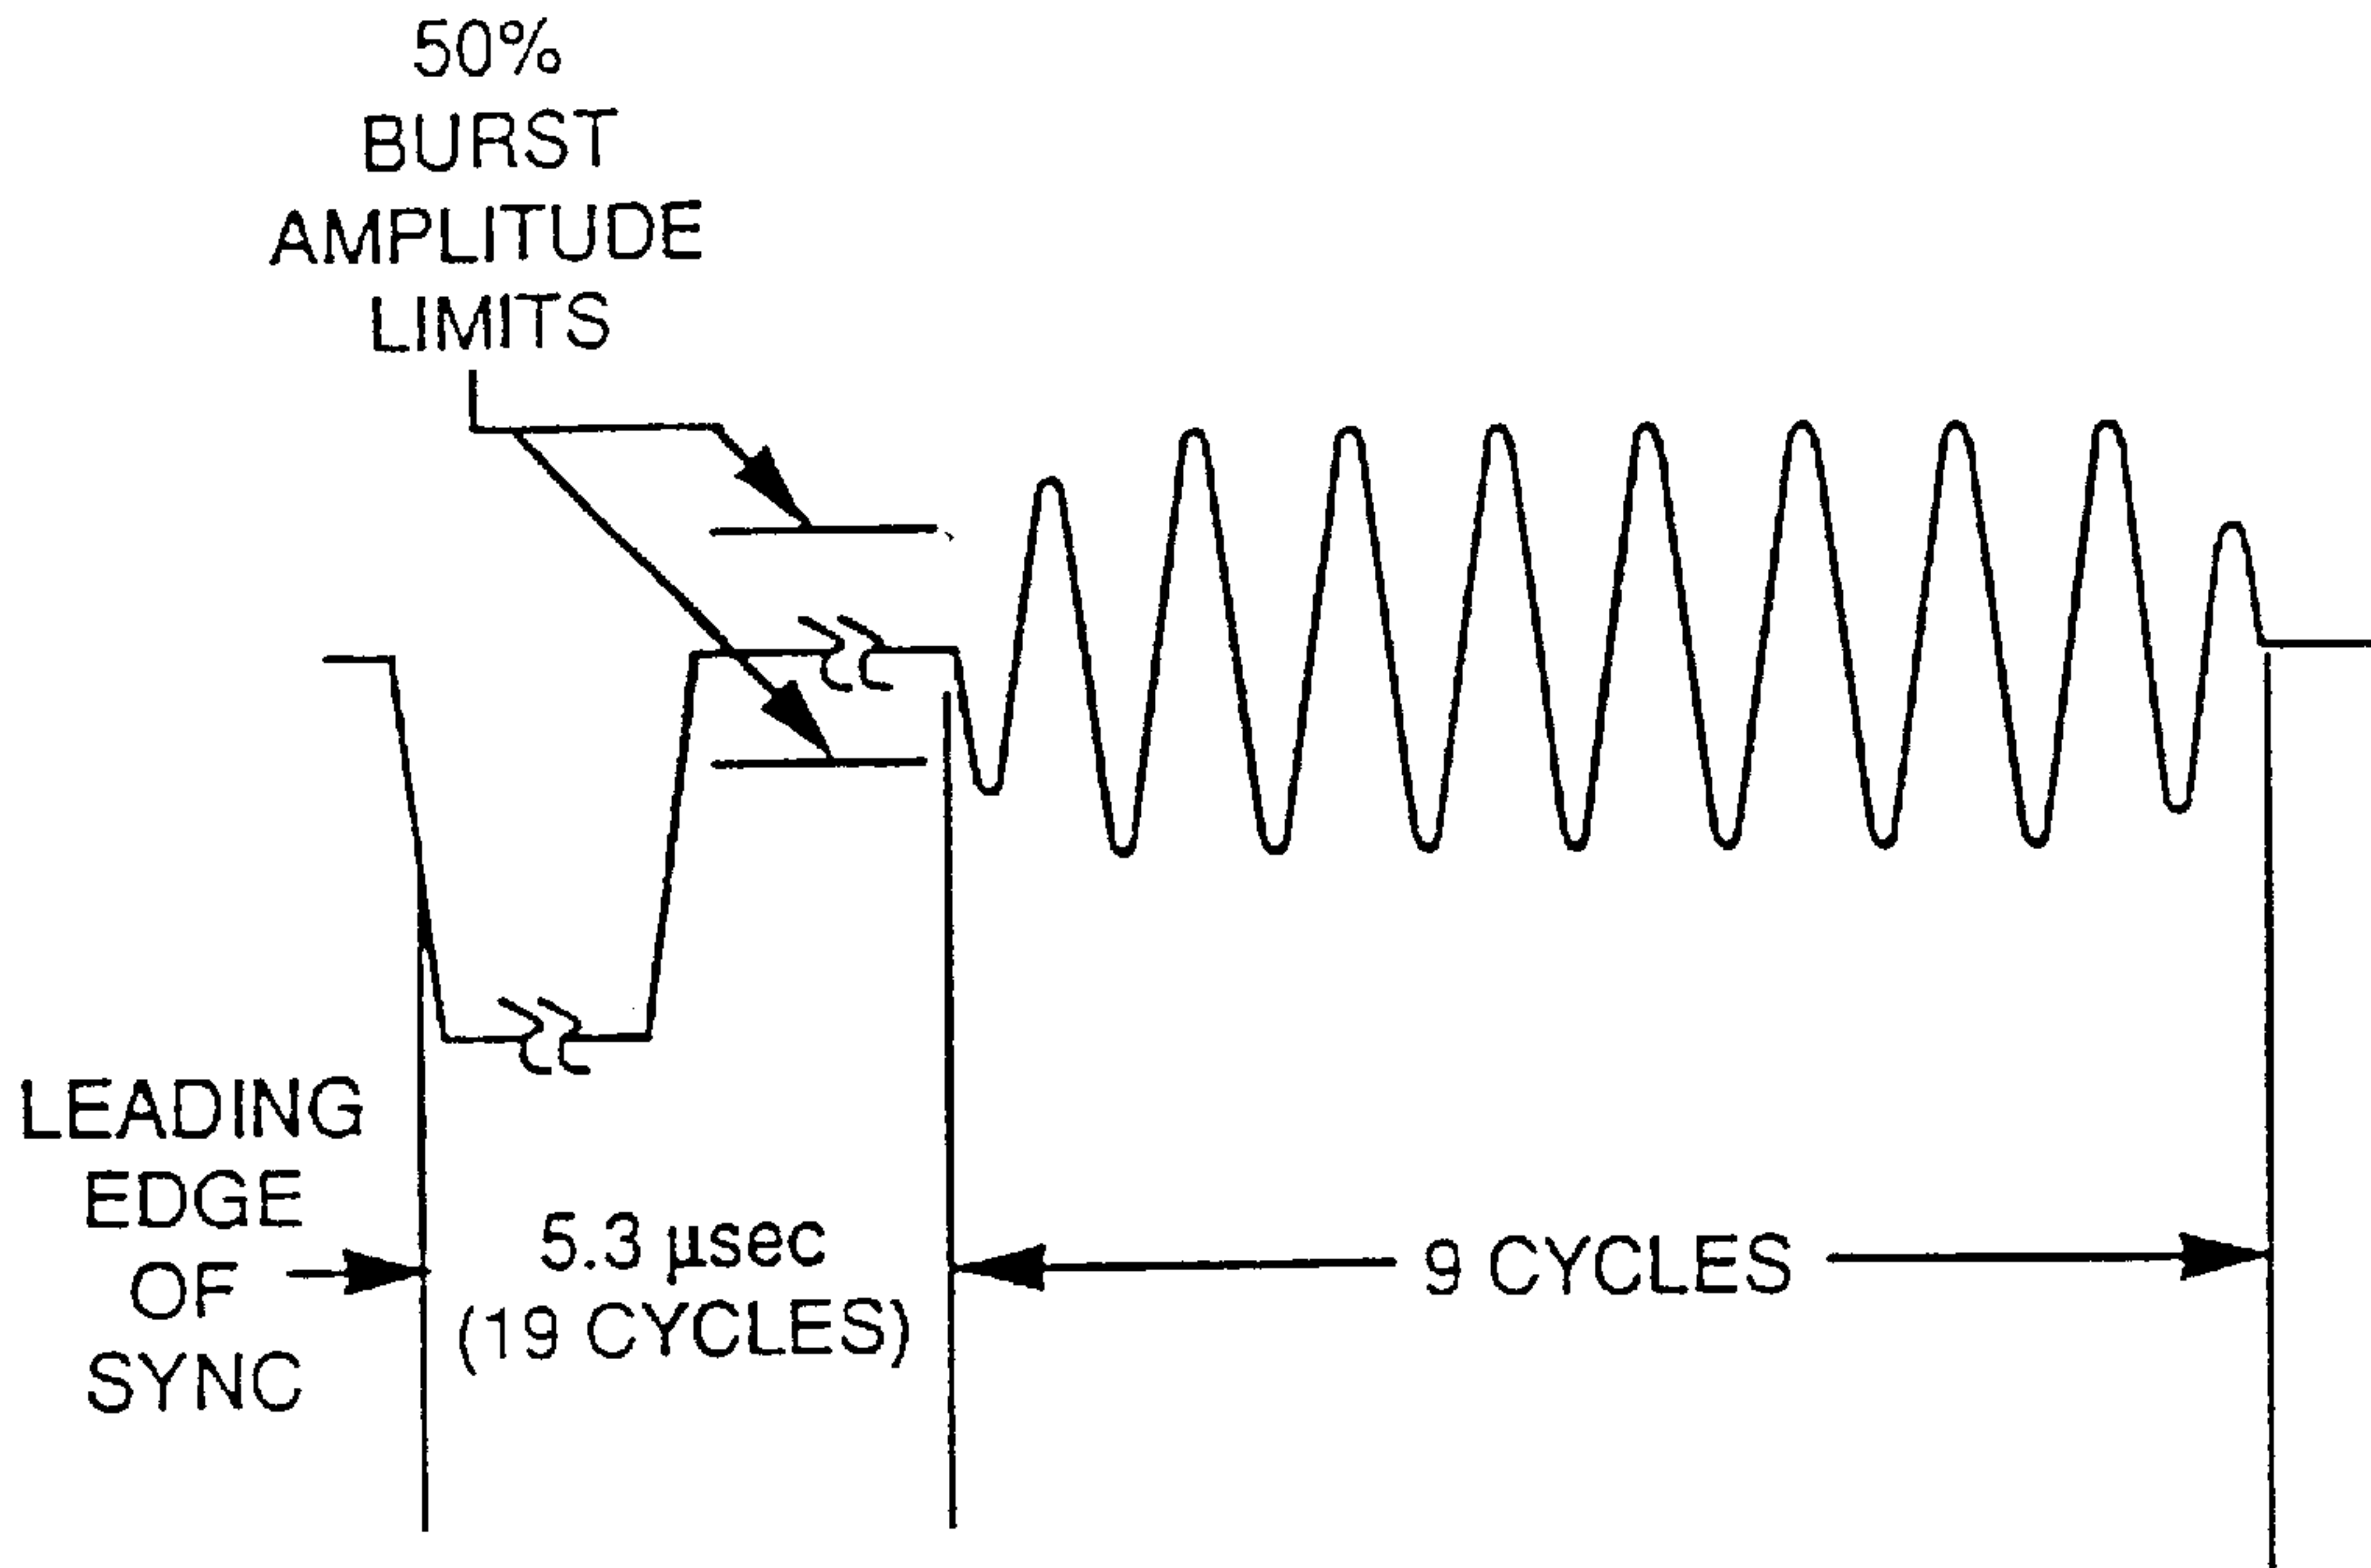 50%
BURST
AMPLITUDE
LIMITS
LEADING
EDGE
OF
SYNC
5.3 µsec
(19 CYCLES)
9 CYCLES